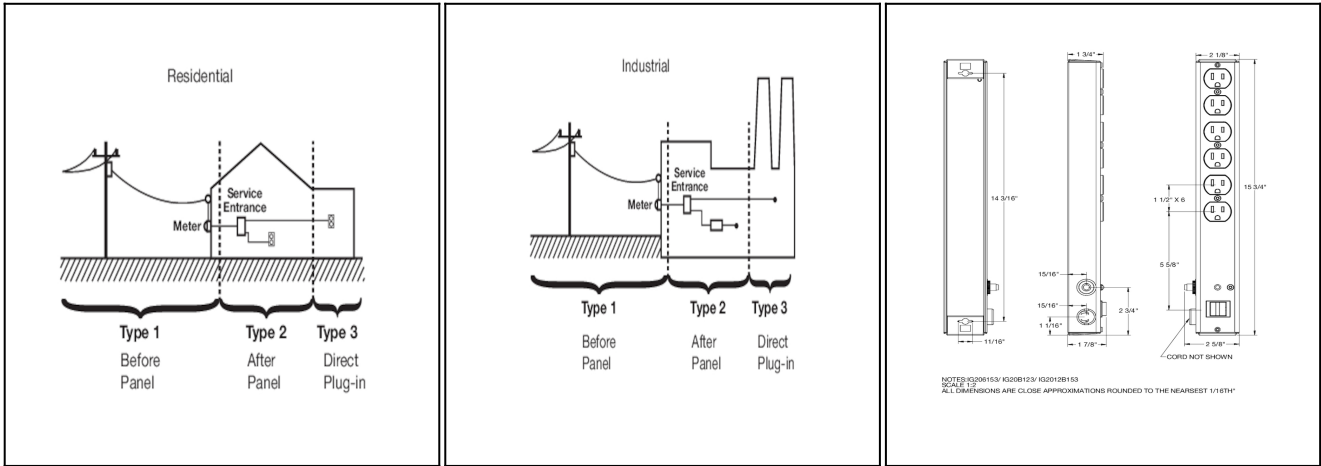 Residential
Service
Entrance
Meter
Type 1
Type 2
Type 3
Before
Panel
After
Panel
Direct
Plug-in
Industrial
Service
Entrance
Meter
Type 1
Type 2
Type 3
Before
Panel
After
Panel
Direct
Plug-in
1 3/4"
2 1/8"
14 3/16"
15 3/4"
1 1/2" X 6
5 5/8"
15/16"
15/16"
2 3/4"
1 1/16"
11/16"
1 7/8"
2 5/8"
CORD NOT SHOWN
NOTES:IG206153/ IG20B123/ IG2012B153
SCALE 1:2
ALL DIMENSIONS ARE CLOSE APPROXIMATIONS ROUNDED TO THE NEARSEST 1/16TH"